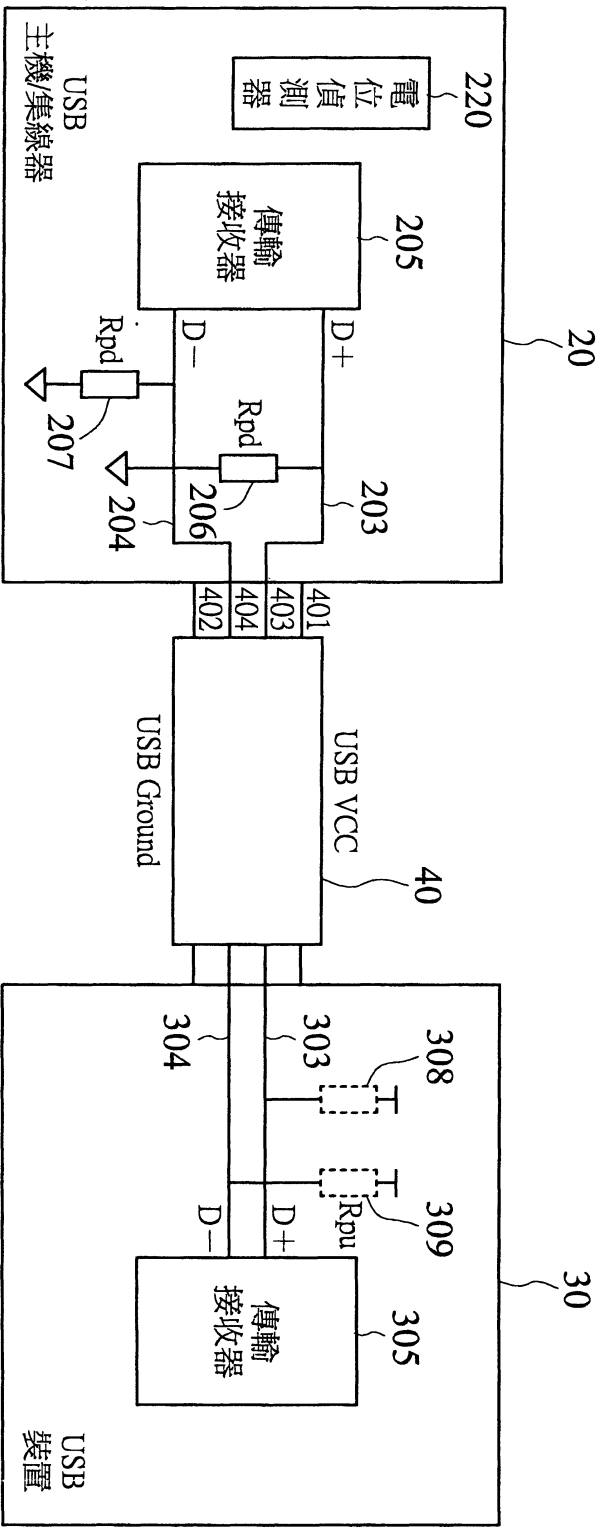 20
220
電位偵測器
205
傳輸
接收器
D+
D−
203
Rpd
206
204
Rpd
207
USB
主機/集線器
401
403
404
402
USB VCC
40
USB Ground
30
308
309
Rpu
303
304
D+
D−
305
傳輸
接收器
USB
裝置